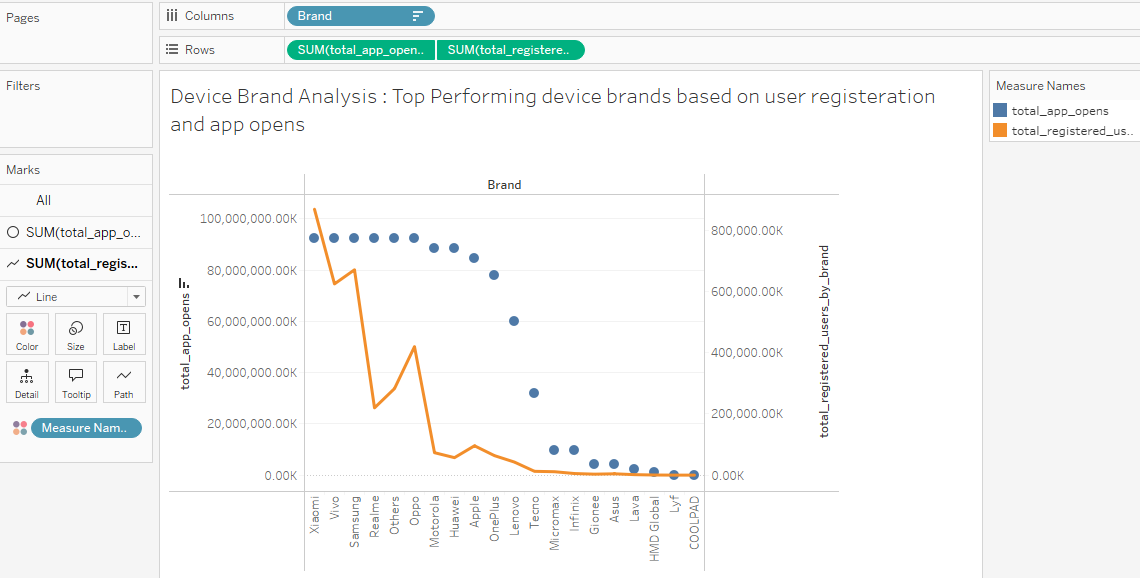 Pages
Columns
Brand
Rows
SUM(total_app_open..
SUM(total_registere..
Filters
Marks
All
SUM(total_app_o...
SUM(total_regis...
Line
Color
Size
Label
Detail
Tooltip
Path
Measure Nam..
Device Brand Analysis : Top Performing device brands based on user registeration
and app opens
Brand
total_app_opens
100,000,000.00K
80,000,000.00K
60,000,000.00K
40,000,000.00K
20,000,000.00K
0.00K
800,000.00K
600,000.00K
400,000.00K
200,000.00K
0.00K
total_registered_users_by_brand
Xiaomi
Vivo
Samsung
Realme
Others
Oppo
Motorola
Huawei
Apple
OnePlus
Lenovo
Tecno
Micromax
Infinix
Gionee
Asus
Lava
HMD Global
Lyf
COOLPAD
Measure Names
total_app_opens
total_registered_us..